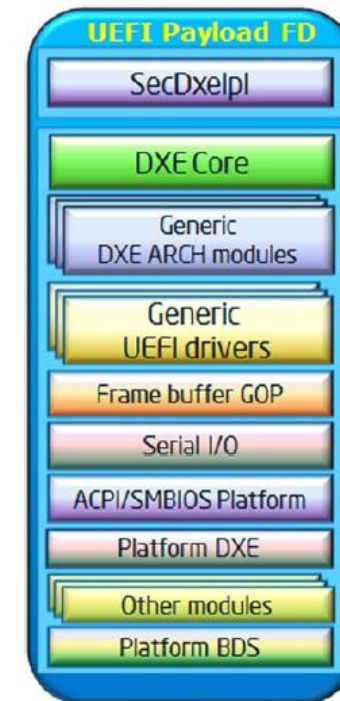 UEFI Payload FD
SecDxeIpl
DXE Core
Generic
DXE ARCH modules
Generic
UEFI drivers
Frame buffer GOP
Serial I/O
ACPI/SMBIOS Platform
Platform DXE
Other modules
Platform BDS